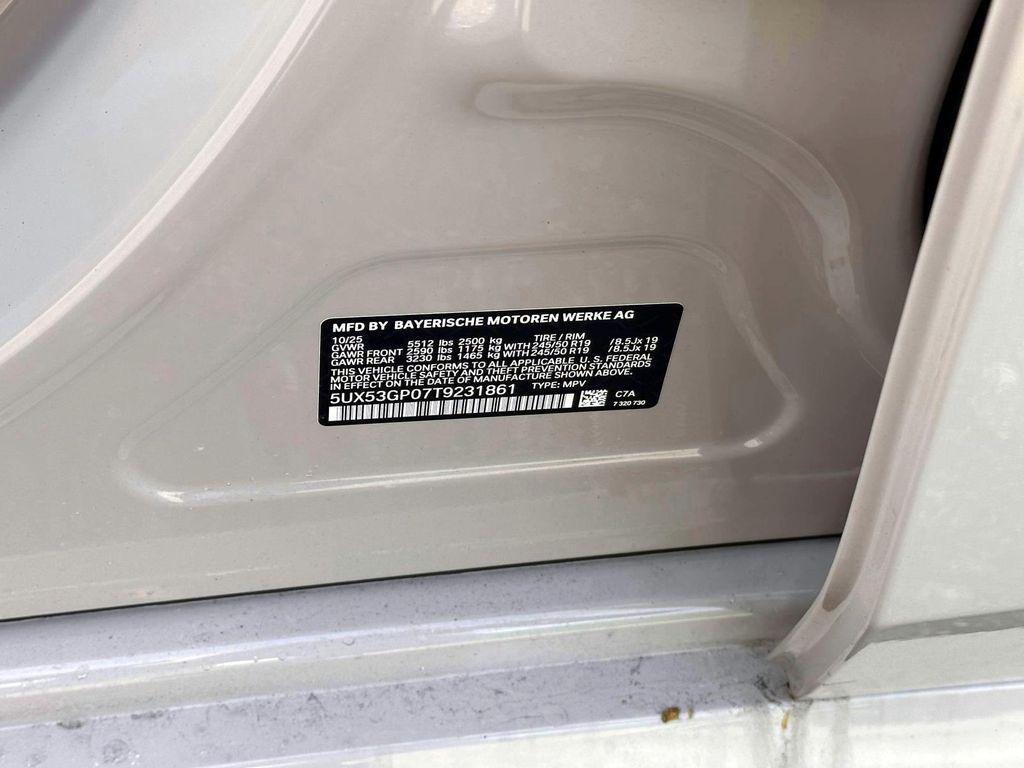 MFD BY BAYERISCHE MOTOREN WERKE AG
10/25
GVWR 5512 lbs 2500 kg TIRE / RIM
GAWR FRONT 2590 lbs 1175 kg WITH 245/50 R19 /8.5Jx 19
GAWR REAR 3230 lbs 1465 kg WITH 245/50 R19 /8.5Jx 19
THIS VEHICLE CONFORMS TO ALL APPLICABLE U.S. FEDERAL
MOTOR VEHICLE SAFETY AND THEFT PREVENTION STANDARDS
IN EFFECT ON THE DATE OF MANUFACTURE SHOWN ABOVE.
5UX53GP07T9231861 TYPE: MPV
C7A
7 320 730